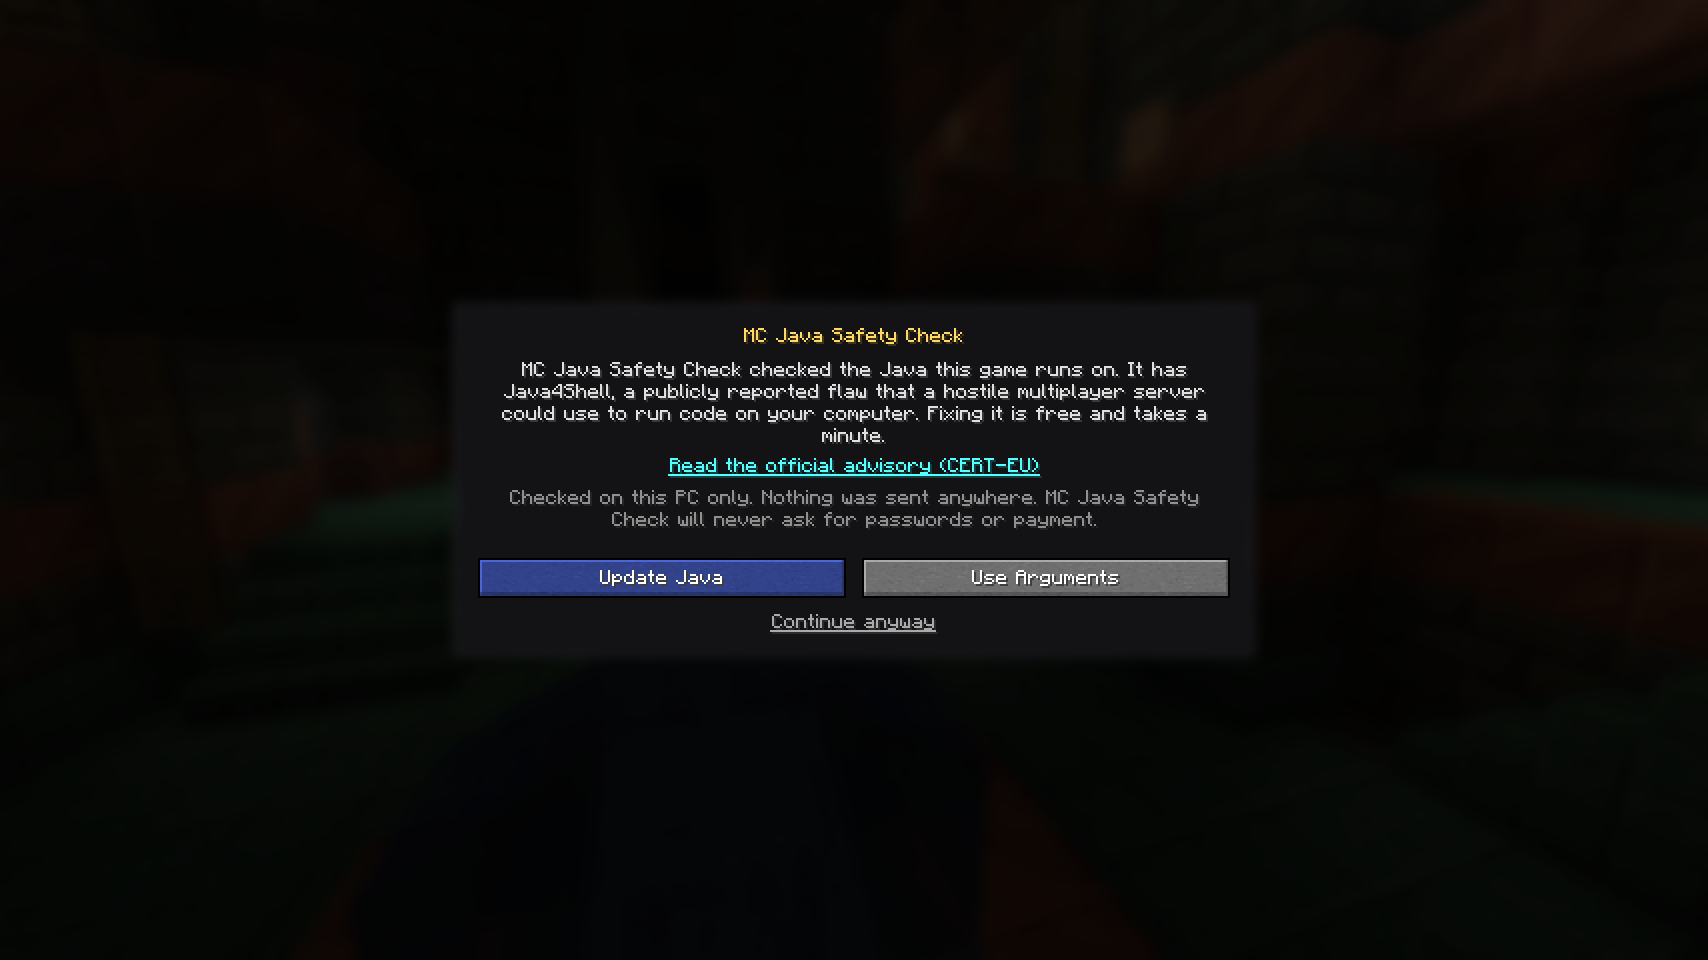 MC Java Safety Check
MC Java Safety Check checked the Java this game runs on. It has
Java4Shell, a publicly reported flaw that a hostile multiplayer server
could use to run code on your computer. Fixing it is free and takes a
minute.
Read the official advisory (CERT-EU)
Checked on this PC only. Nothing was sent anywhere. MC Java Safety
Check will never ask for passwords or payment.
Update Java
Use Arguments
Continue anyway